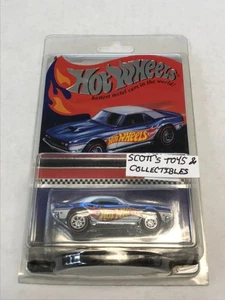 Hot Wheels
fastest metal cars in the world!
HOT WHEELS
SCOTT'S TOYS &
COLLECTIBLES